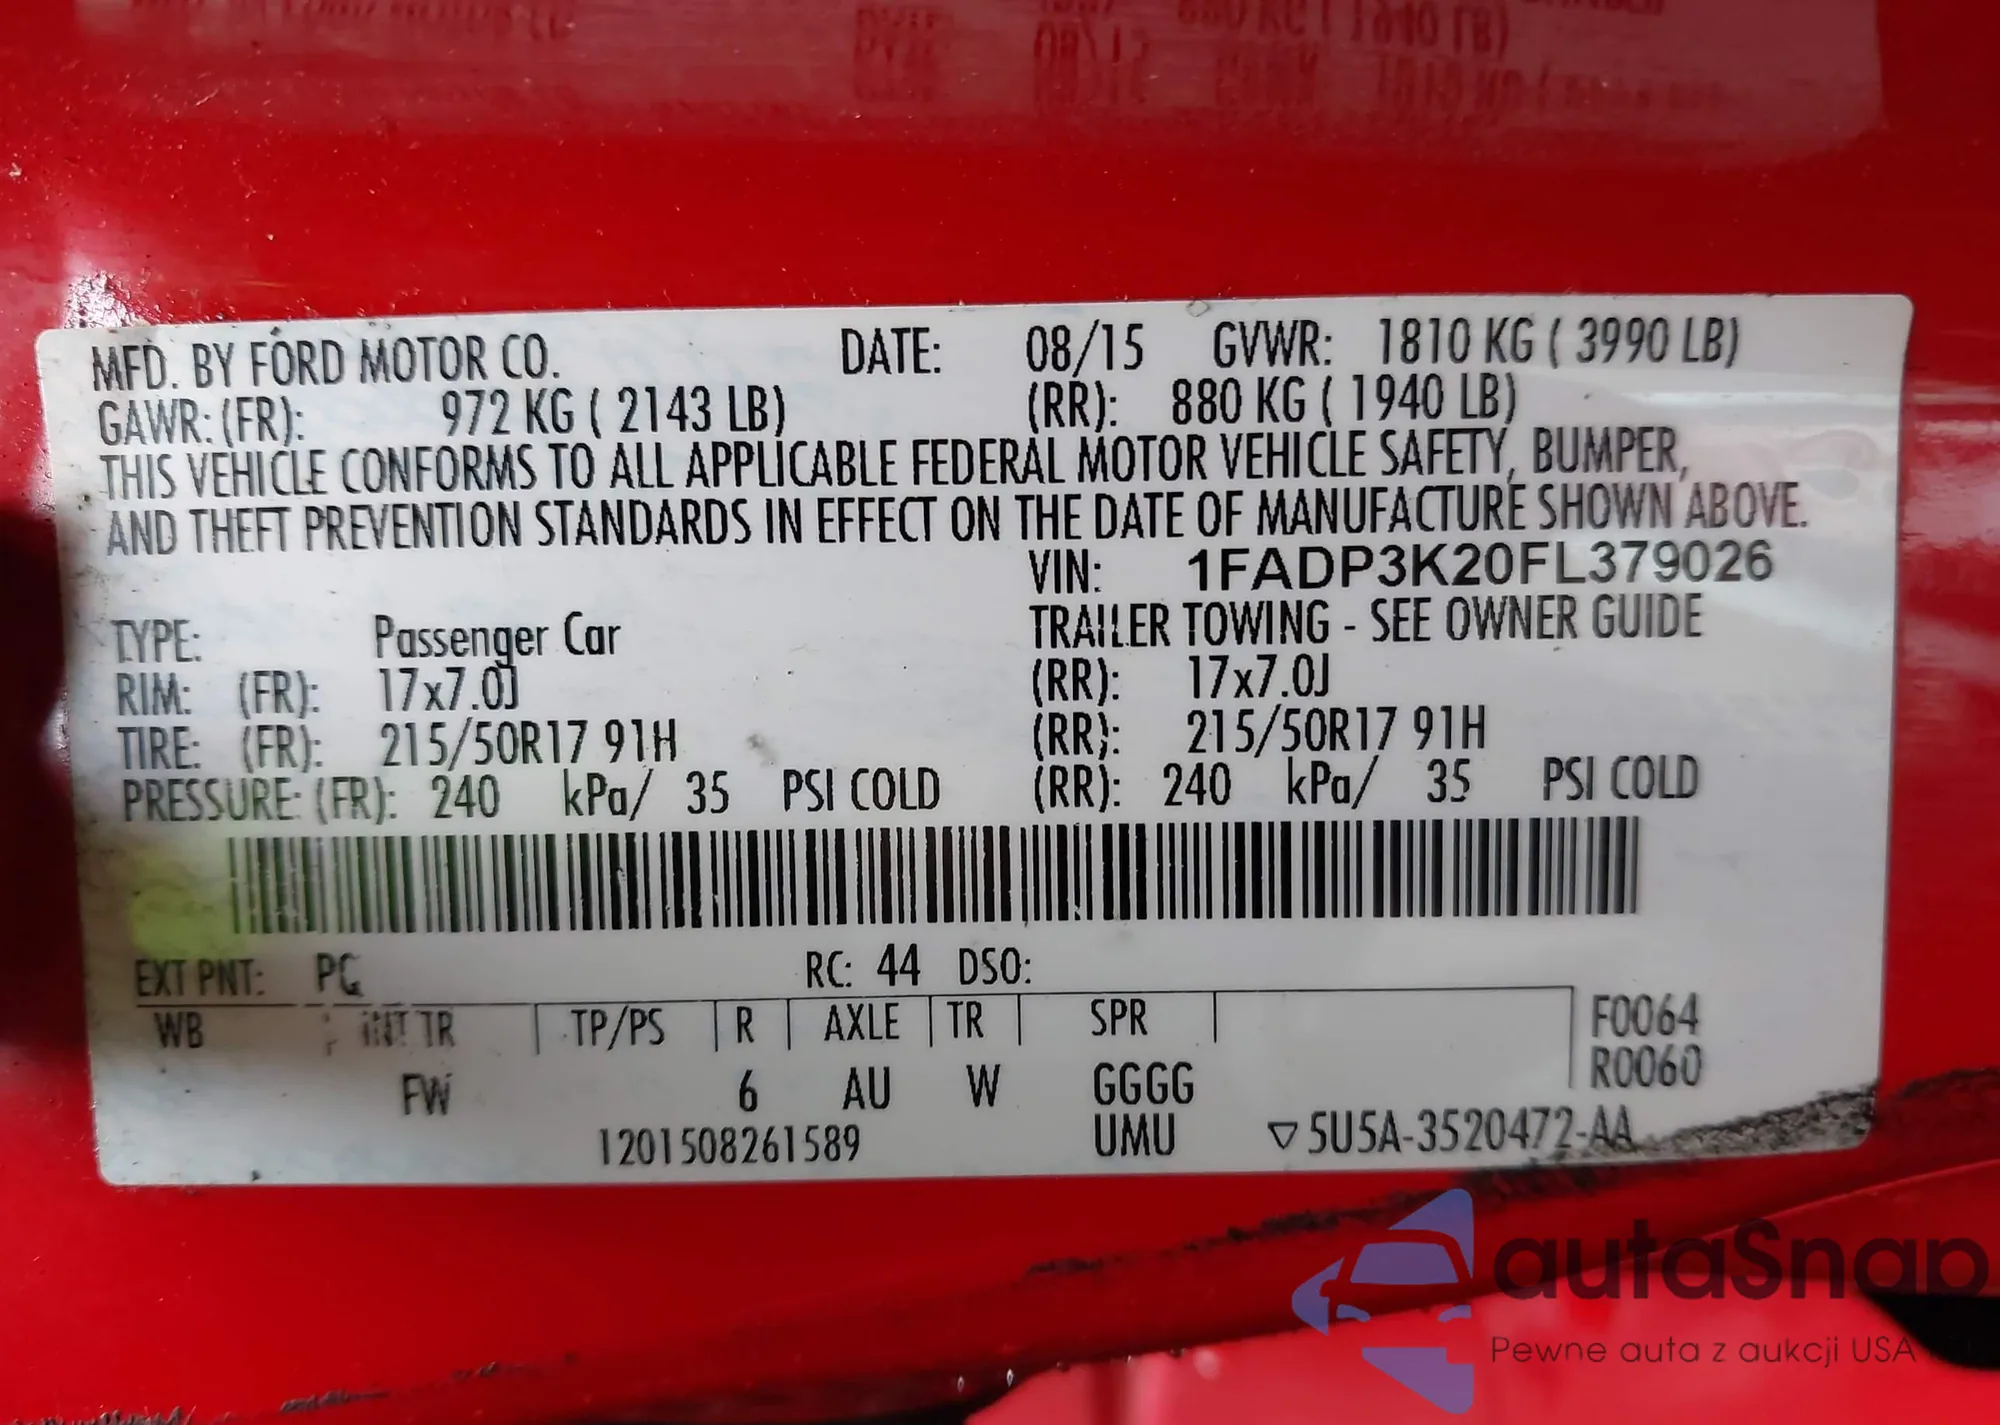 MFD. BY FORD MOTOR CO. DATE: 08/15 GVWR: 1810 KG ( 3990 LB)
GAWR: (FR): 972 KG ( 2143 LB) (RR): 880 KG ( 1940 LB)
THIS VEHICLE CONFORMS TO ALL APPLICABLE FEDERAL MOTOR VEHICLE SAFETY, BUMPER,
AND THEFT PREVENTION STANDARDS IN EFFECT ON THE DATE OF MANUFACTURE SHOWN ABOVE.
VIN: 1FADP3K20FL379026
TYPE: Passenger Car TRAILER TOWING - SEE OWNER GUIDE
RIM: (FR): 17x7.0J (RR): 17x7.0J
TIRE: (FR): 215/50R17 91H (RR): 215/50R17 91H
PRESSURE: (FR): 240 kPa/ 35 PSI COLD (RR): 240 kPa/ 35 PSI COLD
EXT PNT: PQ RC: 44 DSO:
WB INT TR TP/PS R AXLE TR SPR F0064
R0060
FW 6 AU W GGGG
1201508261589 UMU ▽5U5A-3520472-AA
autaSnap
Pewne auta z aukcji USA